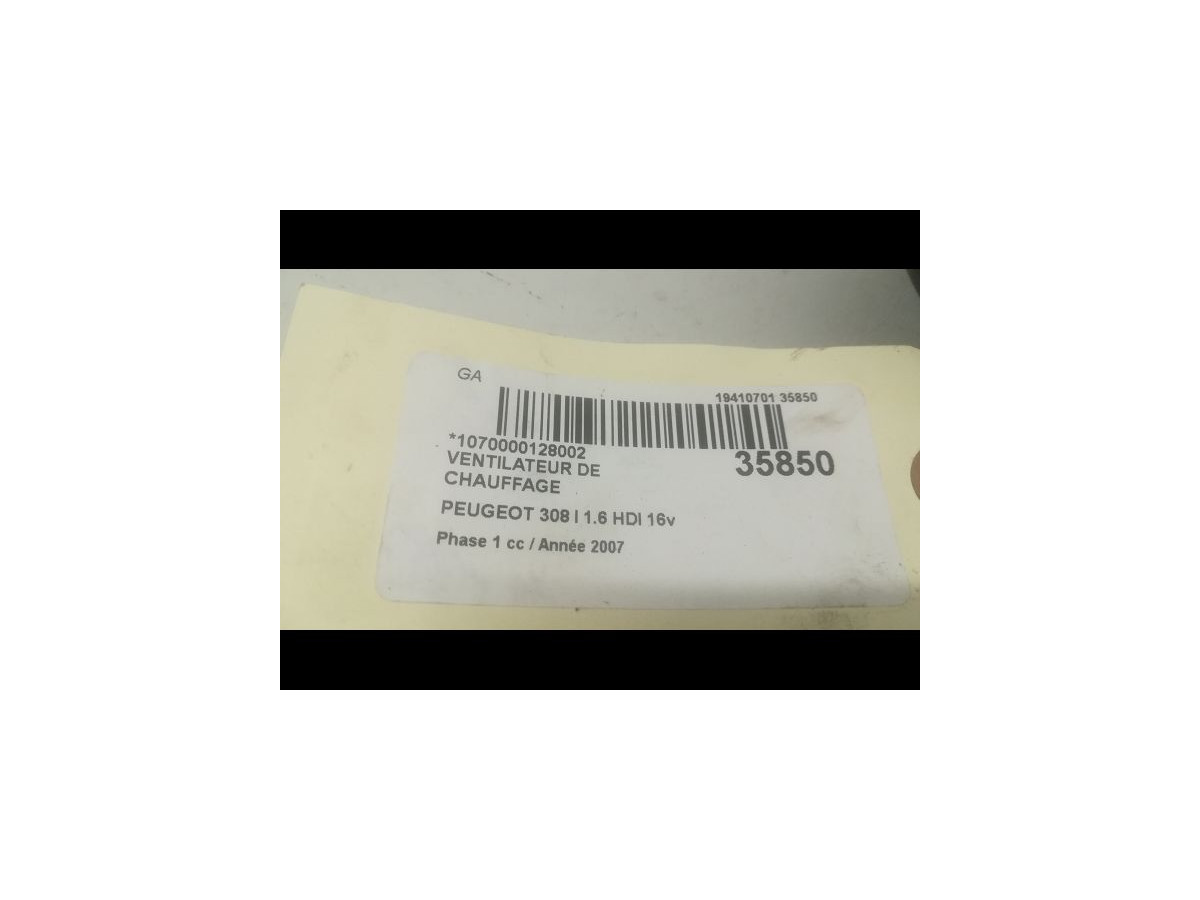 GA
19410701 35850
*1070000128002
35850
VENTILATEUR DE
CHAUFFAGE
PEUGEOT 308 I 1.6 HDI 16v
Phase 1 cc / Année 2007